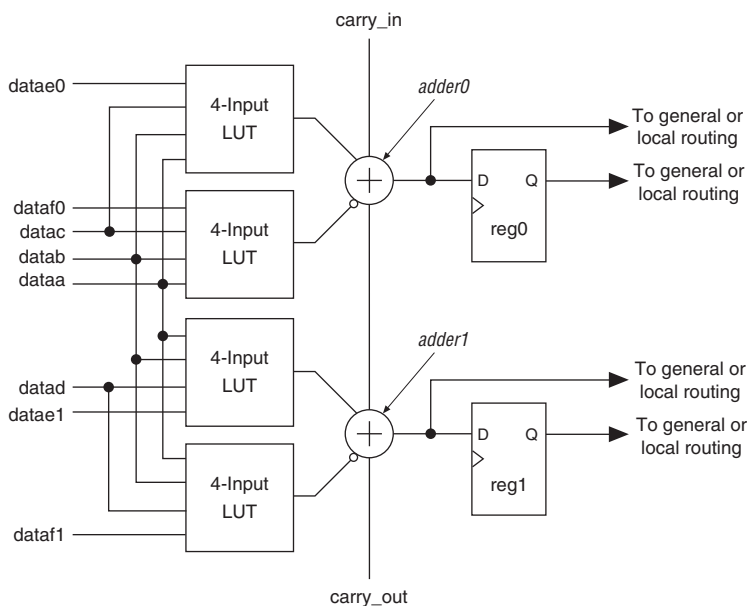 carry_in
adder0
datae0
4-Input
LUT
To general or
local routing
D Q
reg0
To general or
local routing
dataf0
datac
datab
dataa
4-Input
LUT
adder1
4-Input
LUT
datad
datae1
To general or
local routing
D Q
reg1
To general or
local routing
4-Input
LUT
dataf1
carry_out